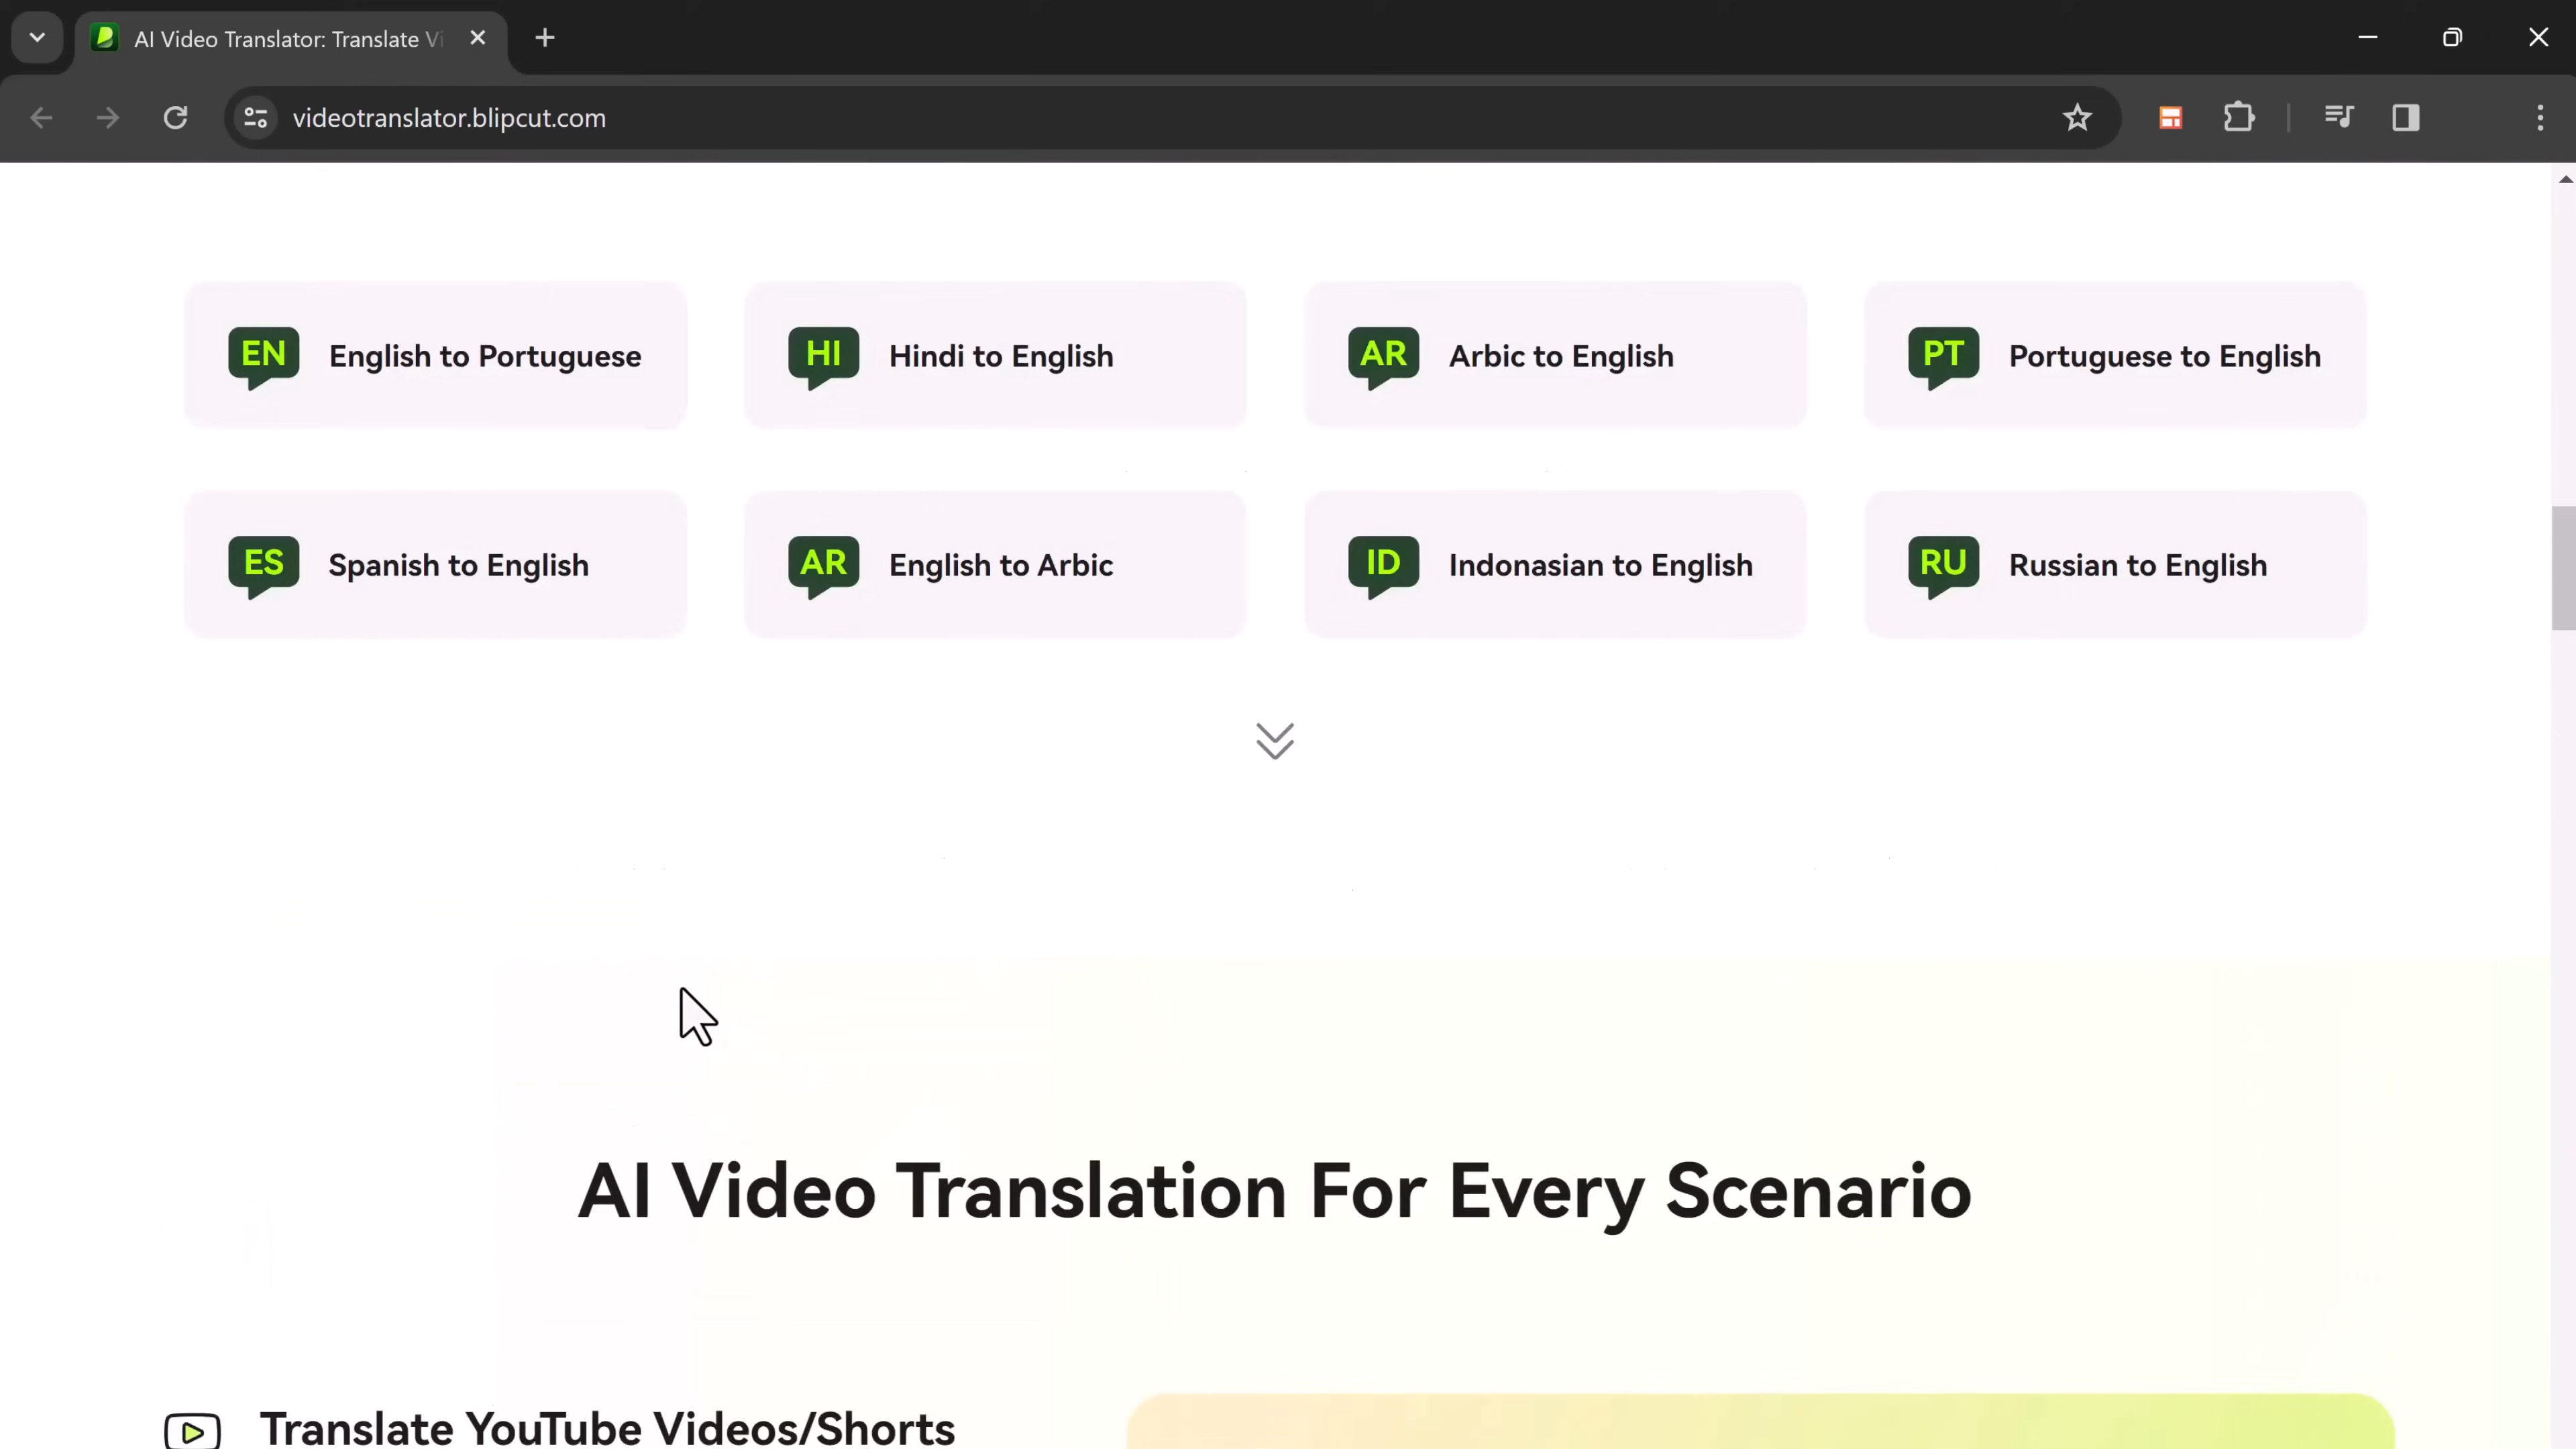 AI Video Translator: Translate Vi
videotranslator.blipcut.com
EN English to Portuguese
HI Hindi to English
AR Arbic to English
PT Portuguese to English
ES Spanish to English
AR English to Arbic
ID Indonasian to English
RU Russian to English
AI Video Translation For Every Scenario
Translate YouTube Videos/Shorts